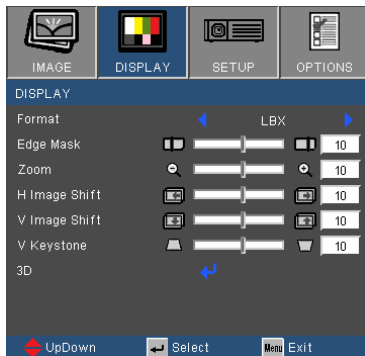 IMAGE DISPLAY SETUP OPTIONS
DISPLAY
Format LBX
Edge Mask 10
Zoom 10
H Image Shift 10
V Image Shift 10
V Keystone 10
3D
UpDown Select Menu Exit